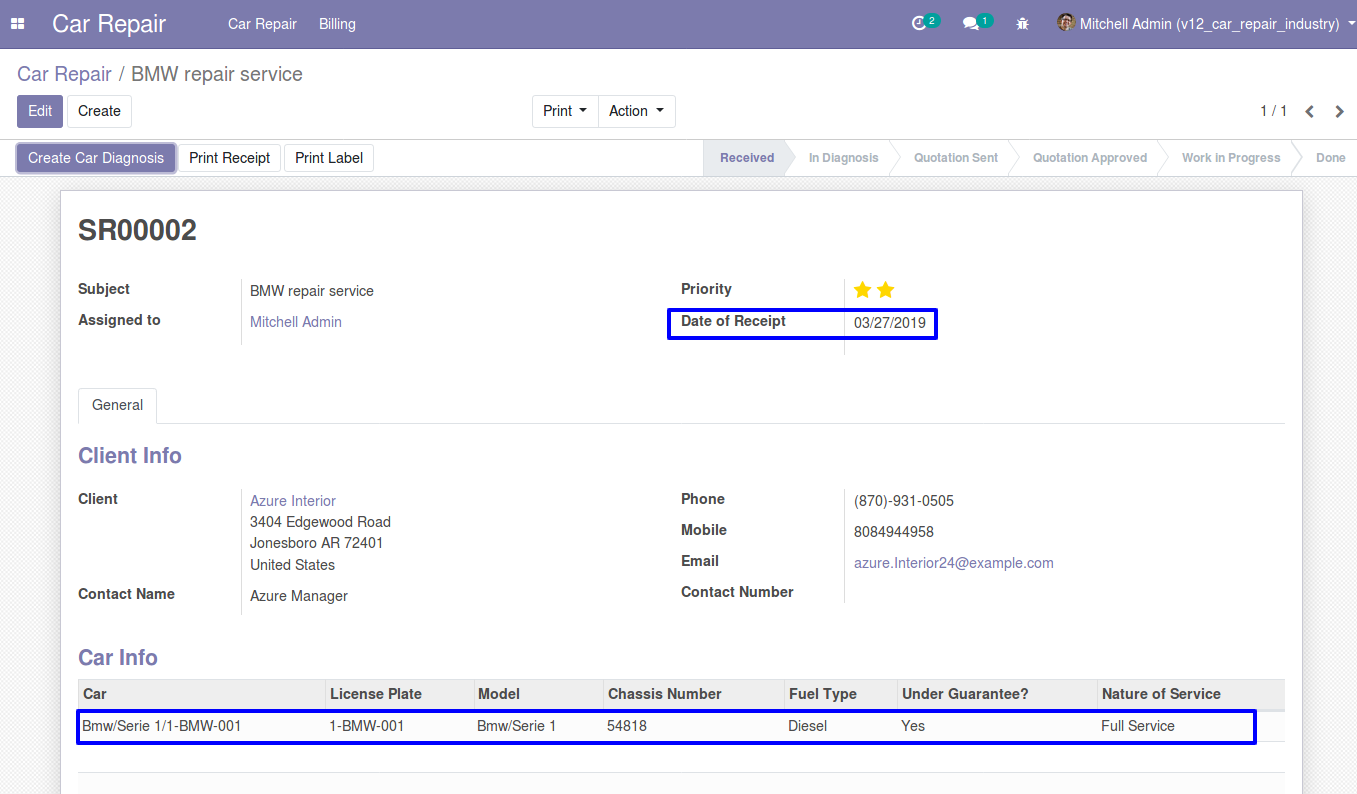 Car Repair Car Repair Billing 2 1 Mitchell Admin (v12_car_repair_industry)
Car Repair / BMW repair service
Edit Create Print Action 1 / 1
Create Car Diagnosis Print Receipt Print Label Received In Diagnosis Quotation Sent Quotation Approved Work in Progress Done
SR00002
Subject BMW repair service Priority
Assigned to Mitchell Admin Date of Receipt 03/27/2019
General
Client Info
Client Azure Interior Phone (870)-931-0505
3404 Edgewood Road Mobile 8084944958
Jonesboro AR 72401
United States Email azure.Interior24@example.com
Contact Name Azure Manager Contact Number
Car Info
Car License Plate Model Chassis Number Fuel Type Under Guarantee? Nature of Service
Bmw/Serie 1/1-BMW-001 1-BMW-001 Bmw/Serie 1 54818 Diesel Yes Full Service